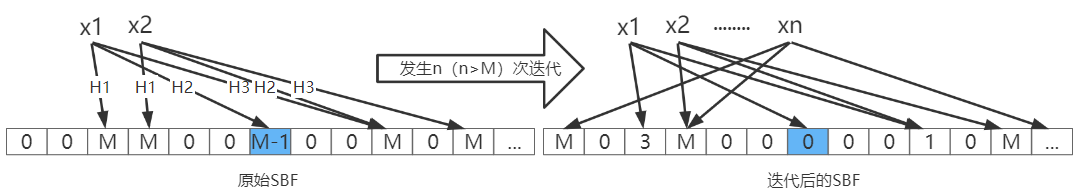 x1 x2
H1 H1 H2 H3 H2 H3
0 0 M M 0 0 M-1 0 0 M 0 M ...
原始SBF
发生n（n>M）次迭代
x1 x2 ········ xn
M 0 3 M 0 0 0 0 0 1 0 M ...
迭代后的SBF